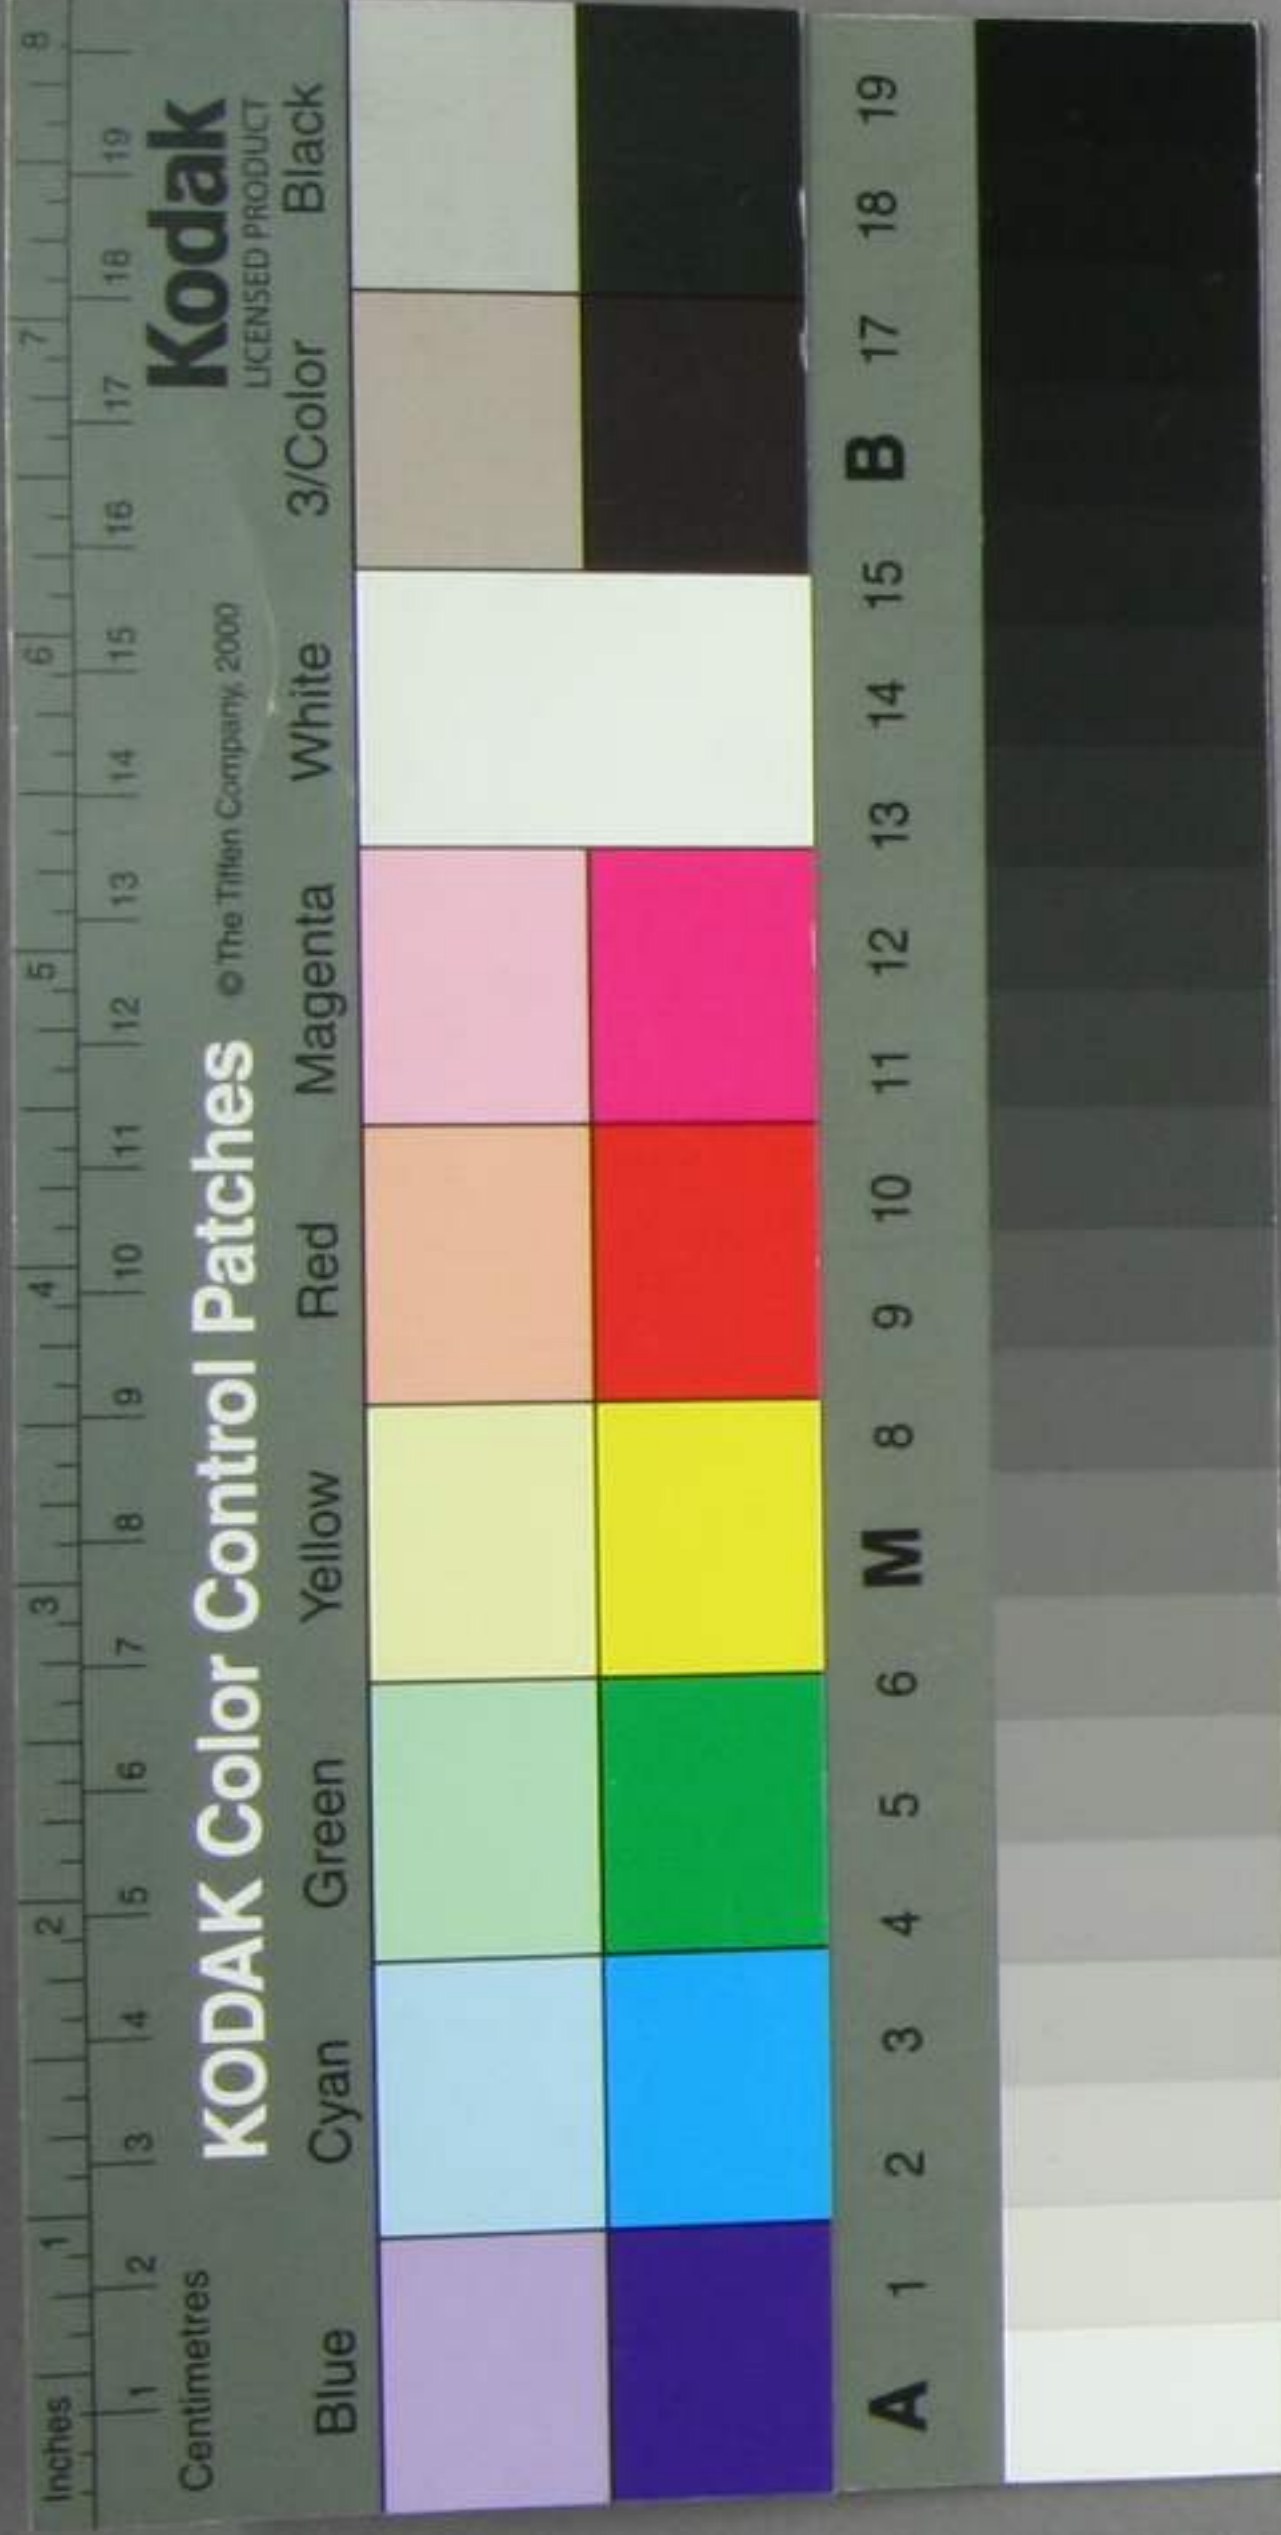 Inches 1 2 3 4 5 6 7 8
Centimetres 1 2 3 4 5 6 7 8 9 10 11 12 13 14 15 16 17 18 19
KODAK Color Control Patches © The Tiffen Company, 2000
Kodak
LICENSED PRODUCT
Blue Cyan Green Yellow Red Magenta White 3/Color Black
A 1 2 3 4 5 6 M 8 9 10 11 12 13 14 15 B 17 18 19